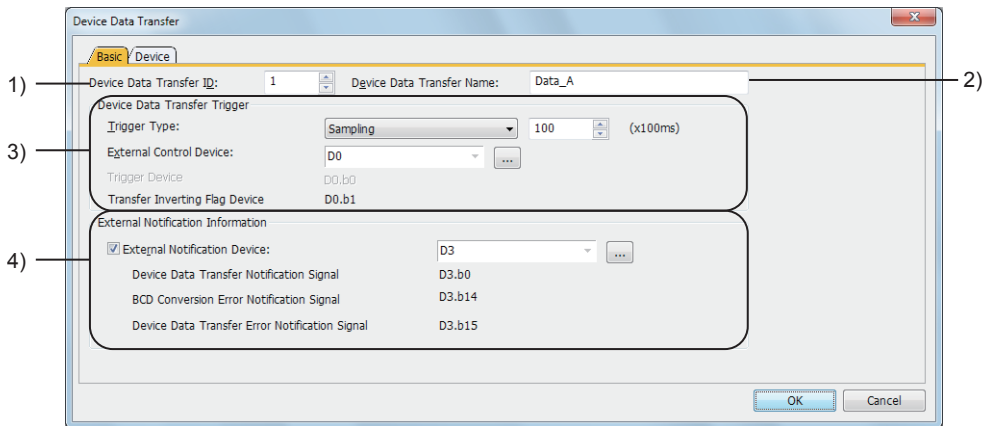 Device Data Transfer
Basic Device
1) Device Data Transfer ID: 1 Device Data Transfer Name: Data_A 2)
Device Data Transfer Trigger
3)
Trigger Type: Sampling 100 (x100ms)
External Control Device: D0 ...
Trigger Device D0.b0
Transfer Inverting Flag Device D0.b1
External Notification Information
4)
External Notification Device: D3 ...
Device Data Transfer Notification Signal D3.b0
BCD Conversion Error Notification Signal D3.b14
Device Data Transfer Error Notification Signal D3.b15
OK Cancel